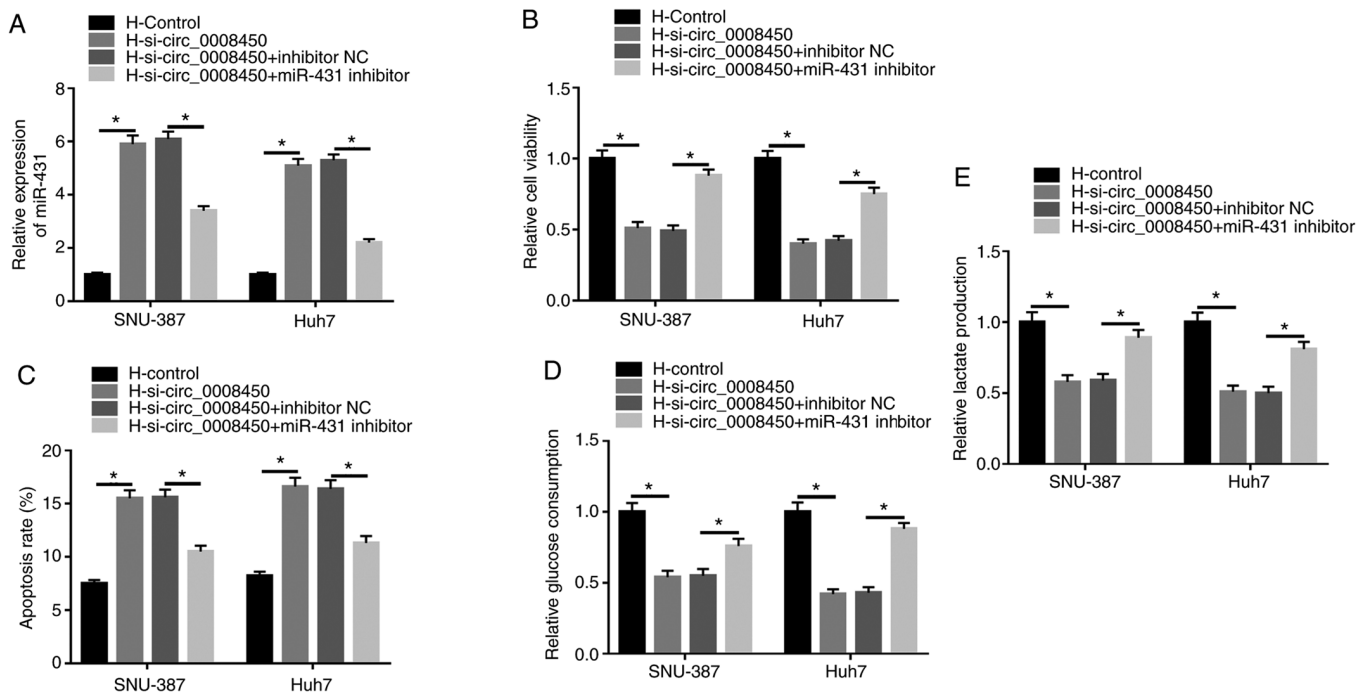 A
H-Control
H-si-circ_0008450
H-si-circ_0008450+inhibitor NC
H-si-circ_0008450+miR-431 inhibitor
Relative expression
of miR-431
8
6
4
2
0
* * * *
SNU-387 Huh7
B
H-Control
H-si-circ_0008450
H-si-circ_0008450+inhibitor NC
H-si-circ_0008450+miR-431 inhibitor
Relative cell viability
1.5
1.0
0.5
0.0
* * * *
SNU-387 Huh7
C
H-control
H-si-circ_0008450
H-si-circ_0008450+inhibitor NC
H-si-circ_0008450+miR-431 inhibitor
Apoptosis rate (%)
20
15
10
5
0
* * * *
SNU-387 Huh7
D
H-control
H-si-circ_0008450
H-si-circ_0008450+inhibitor NC
H-si-circ_0008450+miR-431 inhibitor
Relative glucose consumption
1.5
1.0
0.5
0.0
* * * *
SNU-387 Huh7
E
H-control
H-si-circ_0008450
H-si-circ_0008450+inhibitor NC
H-si-circ_0008450+miR-431 inhibitor
Relative lactate production
1.5
1.0
0.5
0.0
* * * *
SNU-387 Huh7